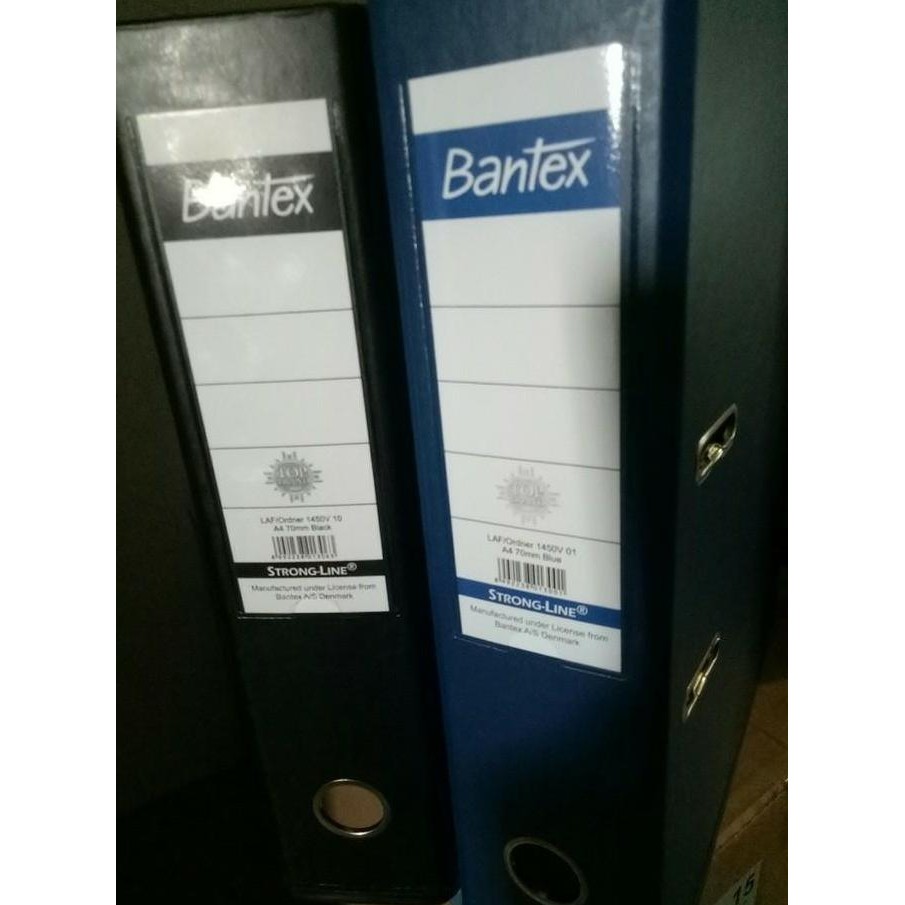 Bantex
LAF/Ordner 1450V 10
A4 70mm Black
STRONG-LINE®
Manufactured under License from
Bantex A/S Denmark
Bantex
LAF/Ordner 1450V 01
A4 70mm Blue
STRONG-LINE®
Manufactured under License from
Bantex A/S Denmark
15